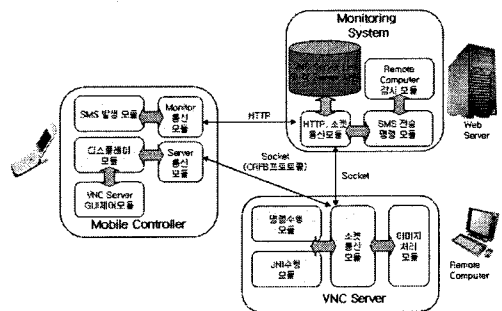 Monitoring
System
Remote
Computer
감시 모듈
HTTP, 소켓
통신모듈
SMS 전송
명령 모듈
Web
Server
SMS 발생 모듈
Monitor
통신
모듈
디스플레이
모듈
Server
통신
모듈
VNC Server
GUI제어모듈
Mobile Controller
HTTP
Socket
(CRFB프로토콜)
Socket
명령수행
모듈
JNI수행
모듈
소켓
통신
모듈
이미지
처리
모듈
VNC Server
Remote
Computer